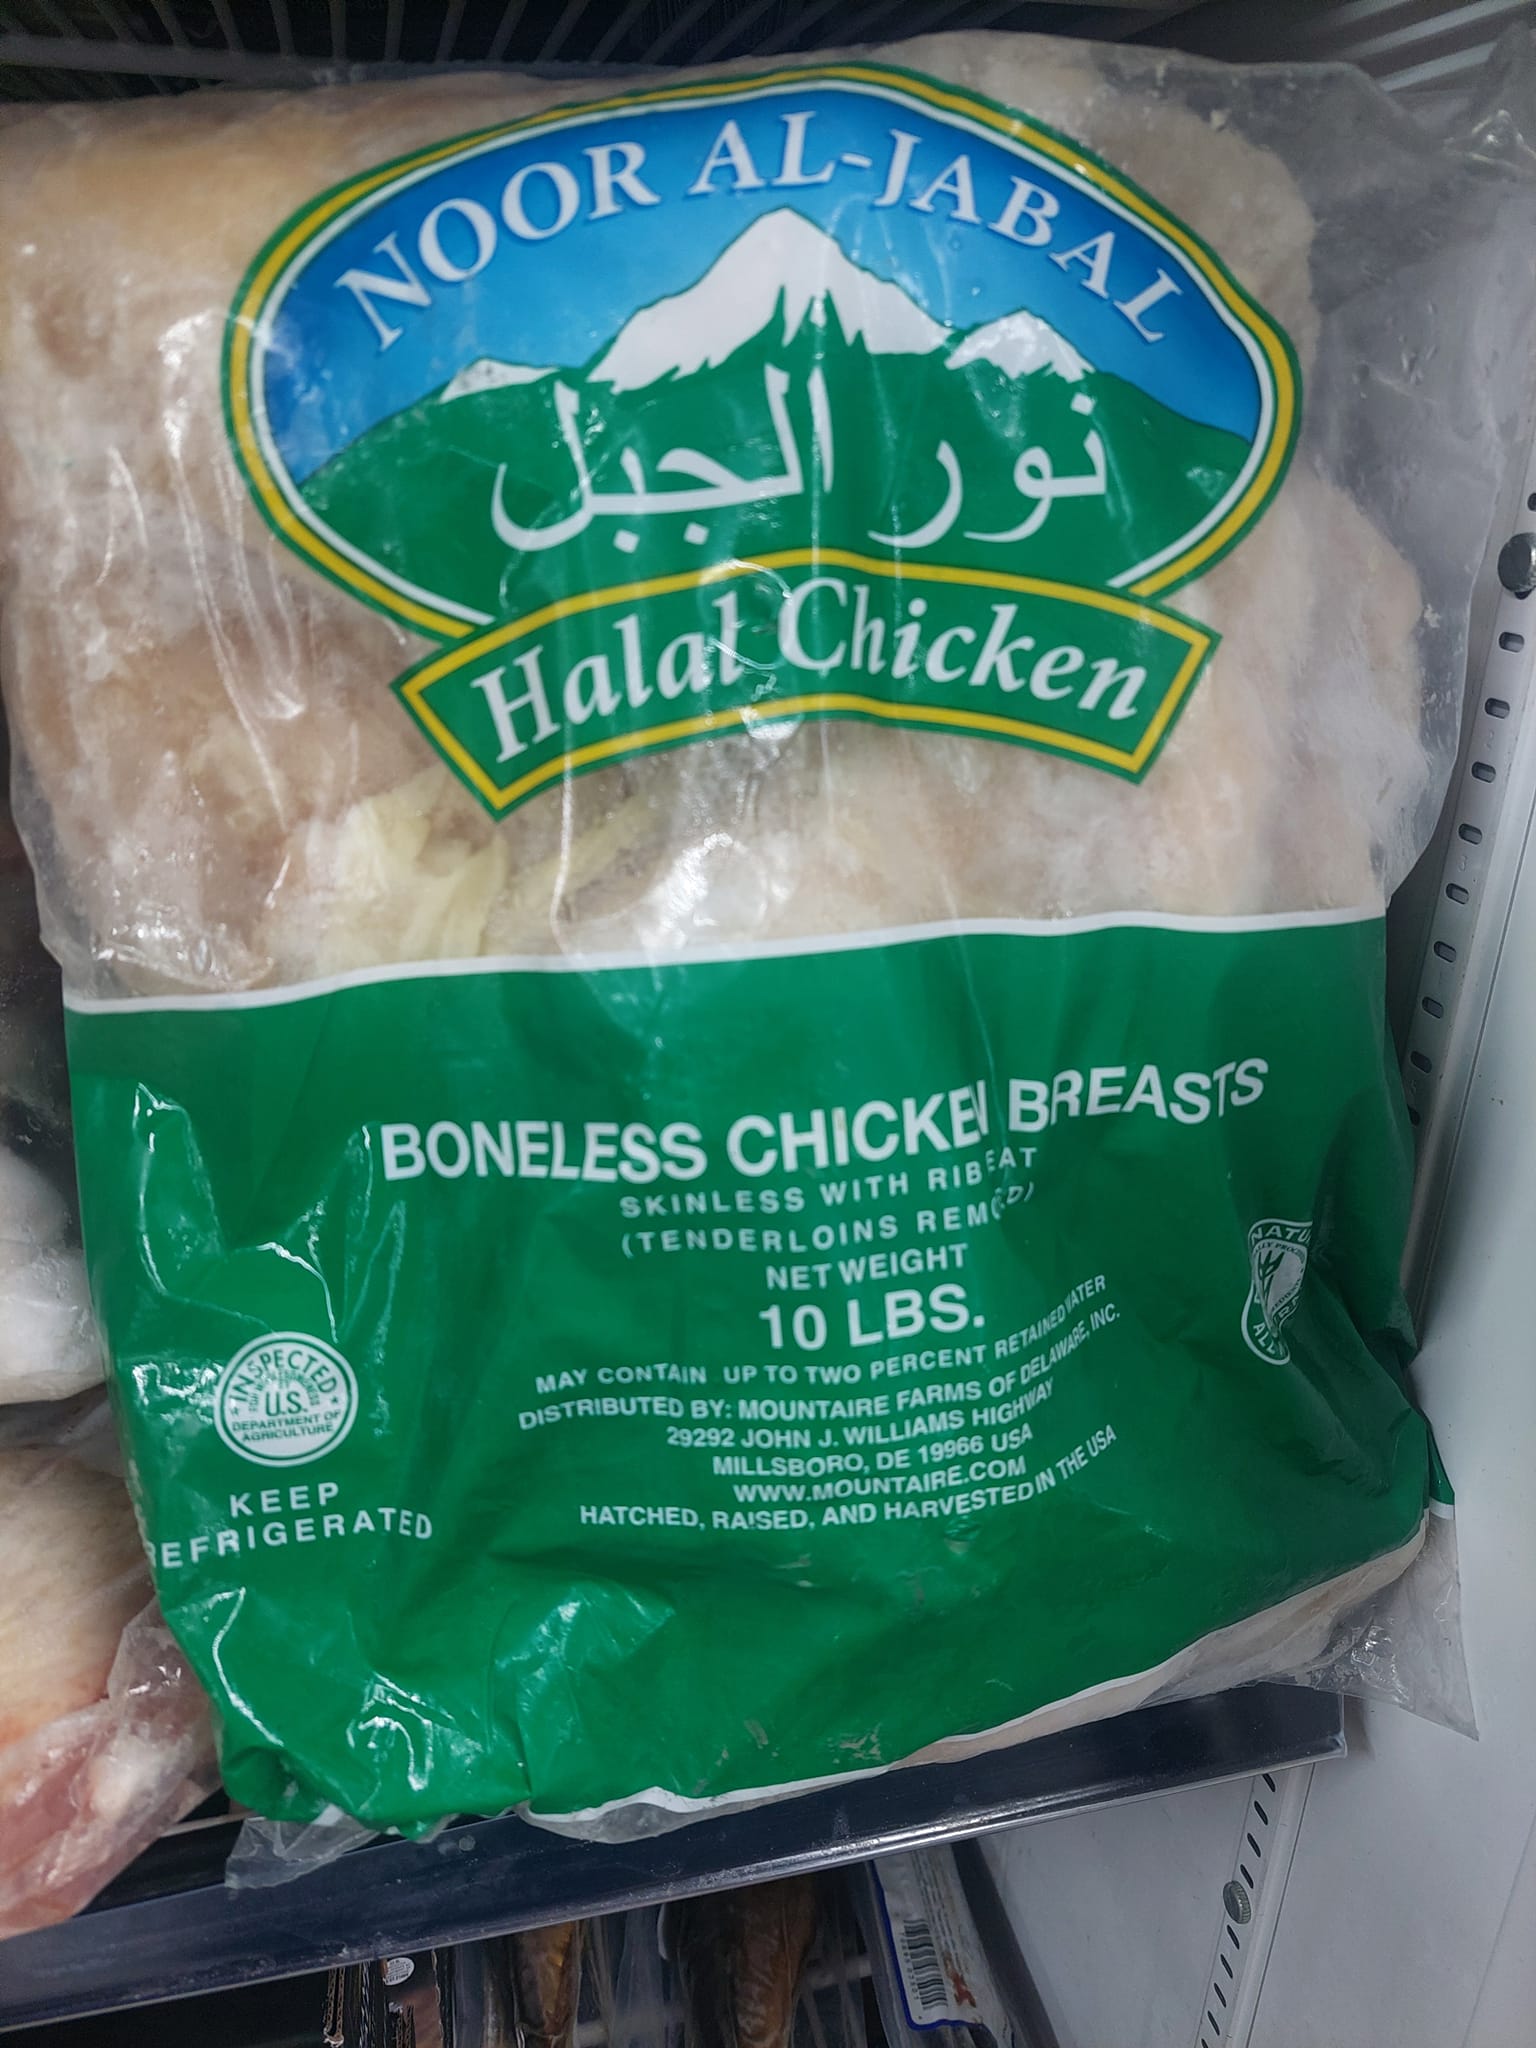 NOOR AL-JABAL
نور الجبل
Halal Chicken
BONELESS CHICKEN BREASTS
SKINLESS WITH RIB
(TENDERLOINS
NET WEIGHT
10 LBS.
MAY CONTAIN UP TO TWO PERCENT RETAINED WATER
DISTRIBUTED BY: MOUNTAIRE FARMS OF DELAWARE, INC.
29292 JOHN J. WILLIAMS HIGHWAY
MILLSBORO, DE 19966 USA
WWW.MOUNTAIRE.COM
HATCHED, RAISED, AND HARVESTED IN THE USA
INSPECTED
U.S.
DEPARTMENT OF
AGRICULTURE
KEEP
REFRIGERATED